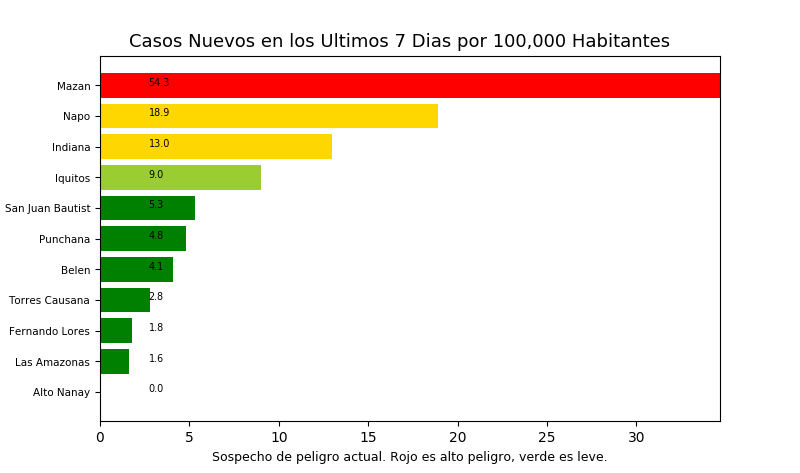 Casos Nuevos en los Ultimos 7 Dias por 100,000 Habitantes
Mazan 54.3
Napo 18.9
Indiana 13.0
Iquitos 9.0
San Juan Bautist 5.3
Punchana 4.8
Belen 4.1
Torres Causana 2.8
Fernando Lores 1.8
Las Amazonas 1.6
Alto Nanay 0.0
0 5 10 15 20 25 30
Sospecho de peligro actual. Rojo es alto peligro, verde es leve.